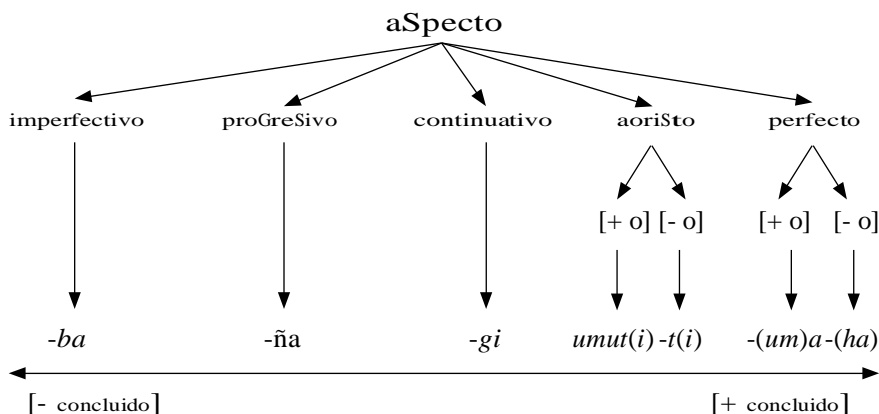 aSpecto
imperfectivo proGreSivo continuativo aoriSto perfecto
[+ o] [- o] [+ o] [- o]
-ba -ña -gi umut(i) -t(i) -(um)a -(ha)
[- concluido] [+ concluido]